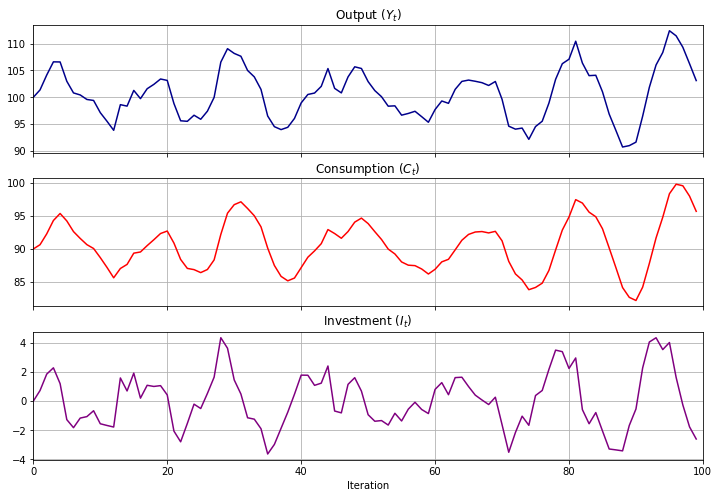 Output (Y_t)
110
105
100
95
90
Consumption (C_t)
100
95
90
85
Investment (I_t)
4
2
0
−2
−4
0 20 40 60 80 100
Iteration